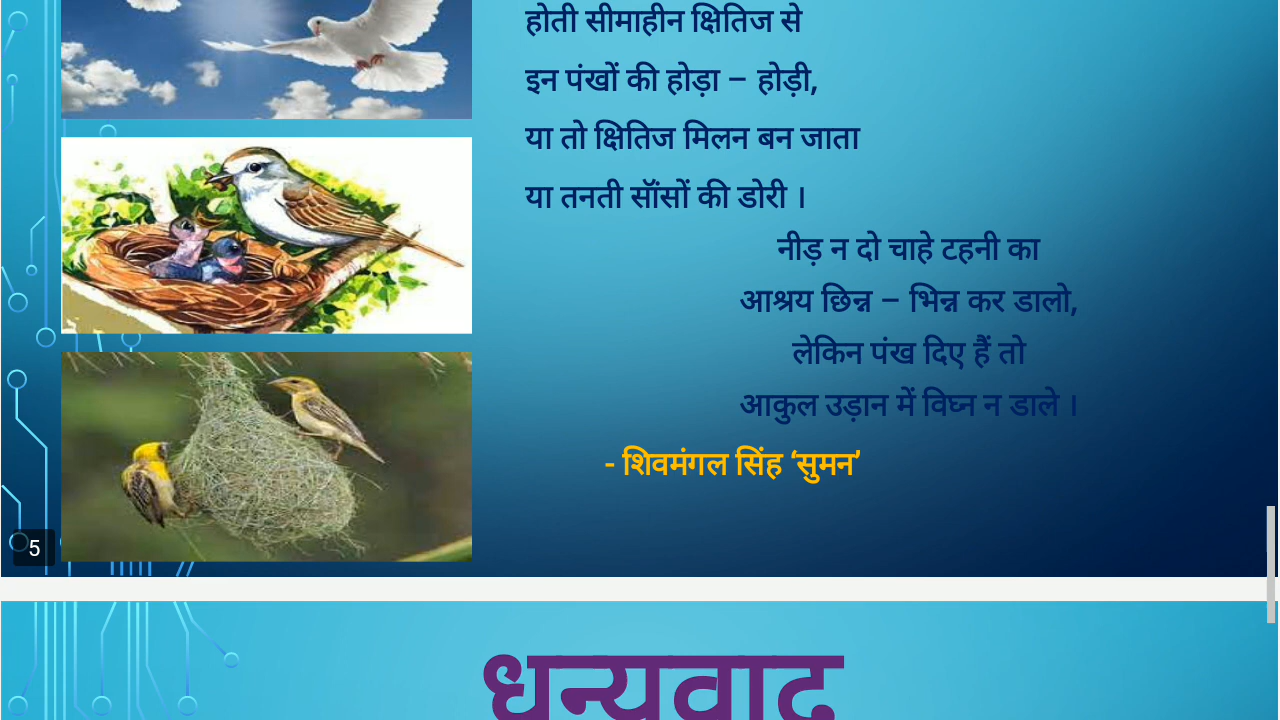 होती सीमाहीन क्षितिज से
इन पंखों की होड़ा – होड़ी,
या तो क्षितिज मिलन बन जाता
या तनती सॉंसों की डोरी ।
नीड़ न दो चाहे टहनी का
आश्रय छिन्न – भिन्न कर डालो,
लेकिन पंख दिए हैं तो
आकुल उड़ान में विघ्न न डाले ।
- शिवमंगल सिंह ‘सुमन’
5
धन्यवाद